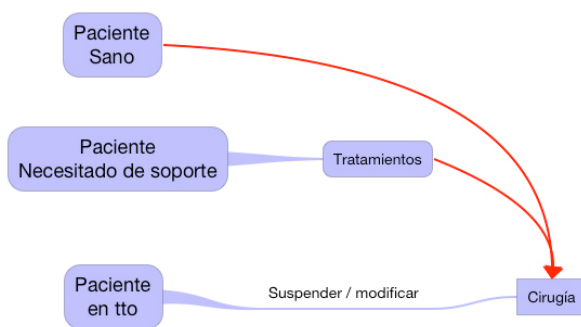 Paciente
Sano
Paciente
Necesitado de soporte
Tratamientos
Paciente
en tto
Suspender / modificar
Cirugía